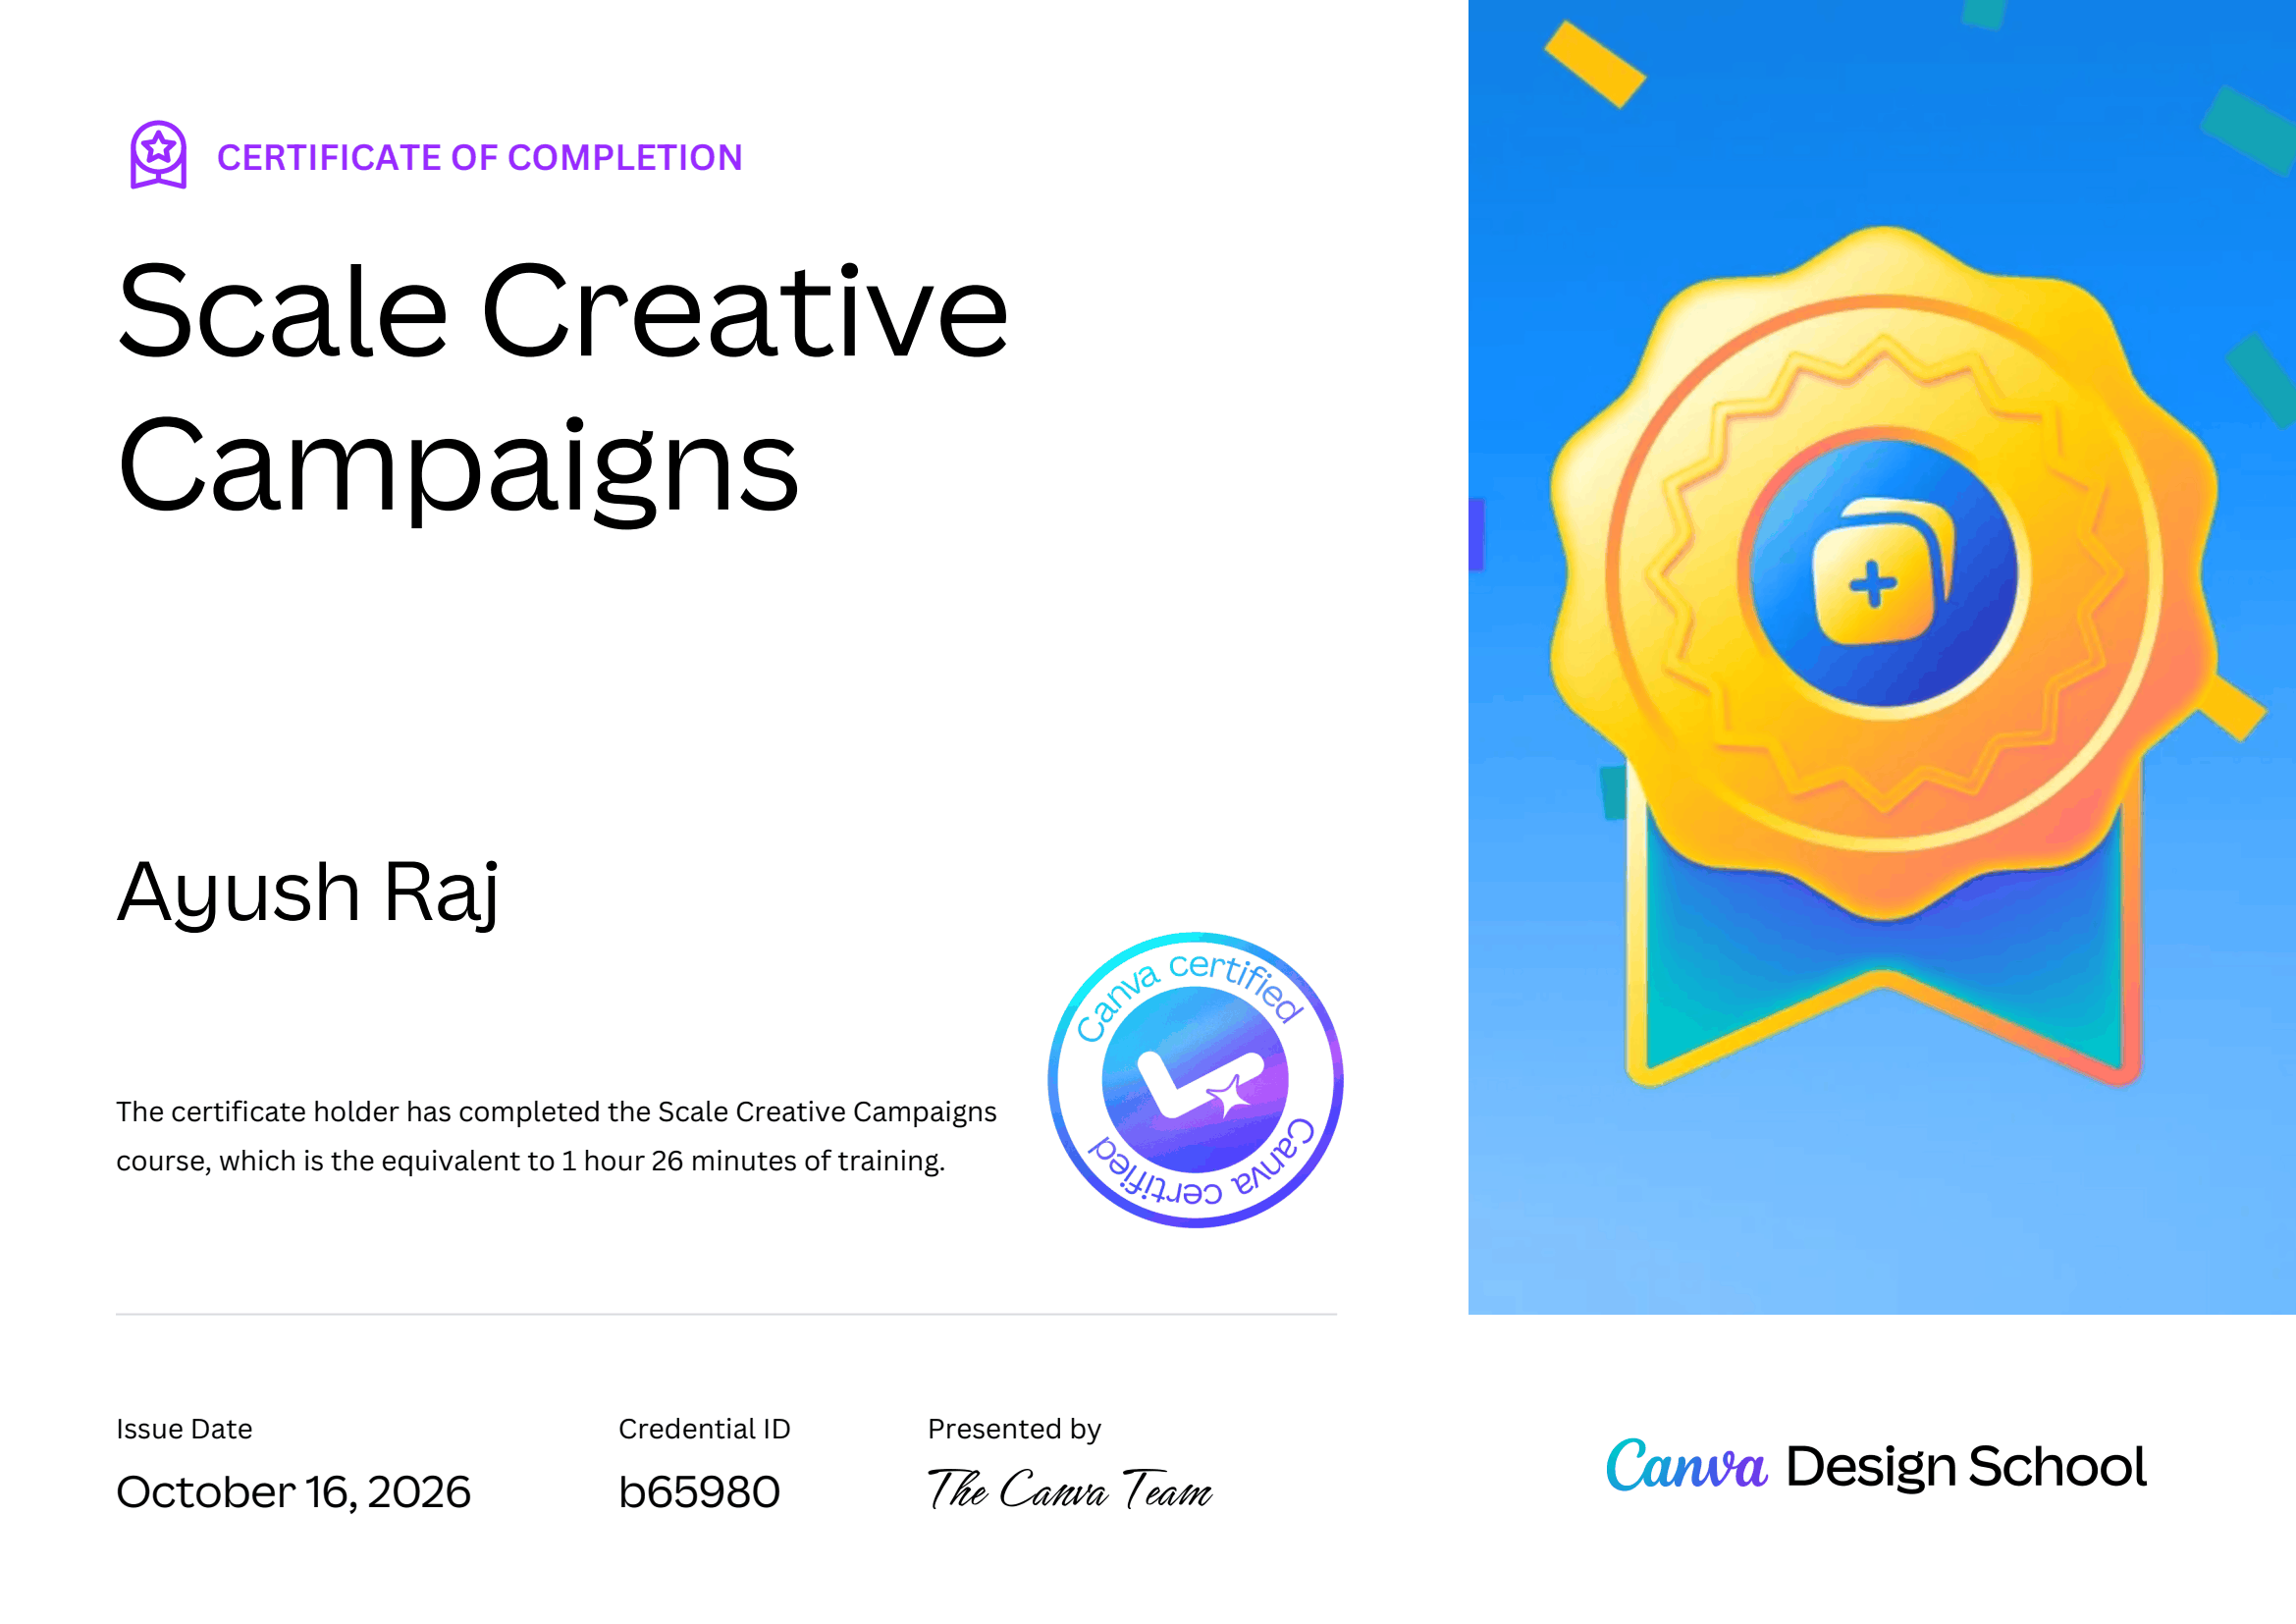 CERTIFICATE OF COMPLETION
Scale Creative
Campaigns
Ayush Raj
The certificate holder has completed the Scale Creative Campaigns
course, which is the equivalent to 1 hour 26 minutes of training.
Canva certified
Canva certified
Issue Date
October 16, 2026
Credential ID
b65980
Presented by
The Canva Team
Canva Design School